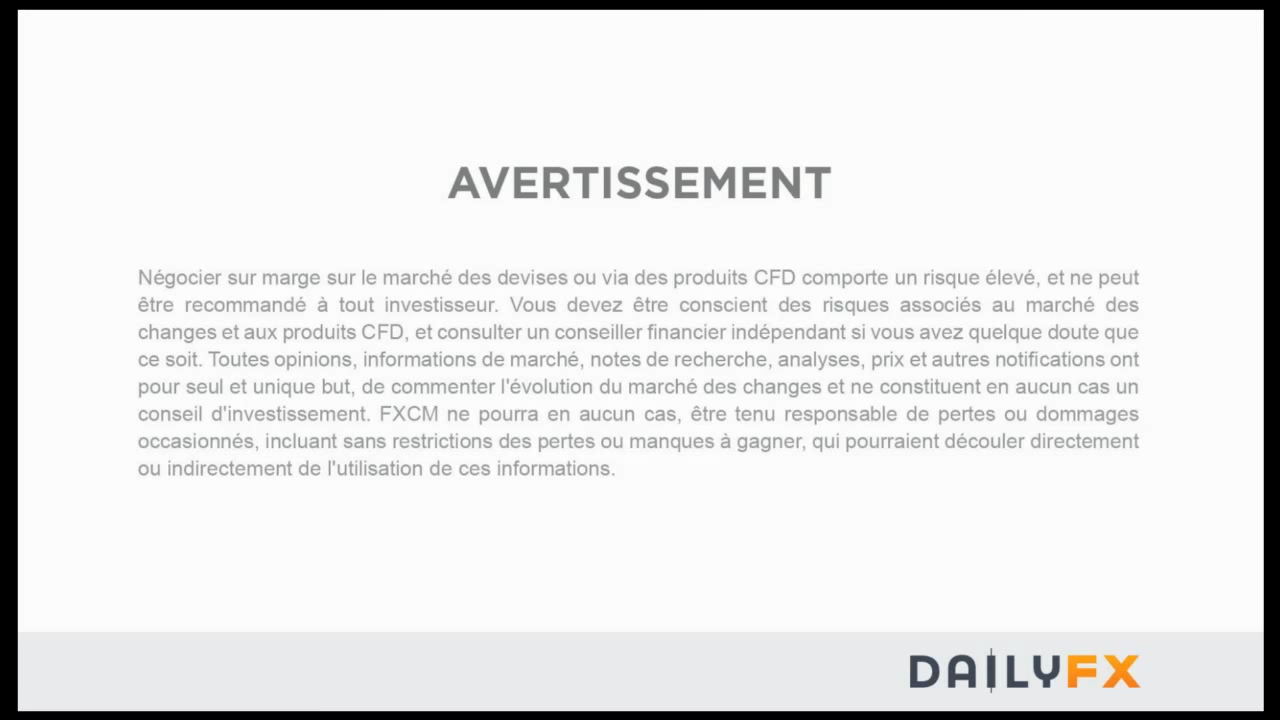 AVERTISSEMENT
Négocier sur marge sur le marché des devises ou via des produits CFD comporte un risque élevé, et ne peut
être recommandé à tout investisseur. Vous devez être conscient des risques associés au marché des
changes et aux produits CFD, et consulter un conseiller financier indépendant si vous avez quelque doute que
ce soit. Toutes opinions, informations de marché, notes de recherche, analyses, prix et autres notifications ont
pour seul et unique but, de commenter l'évolution du marché des changes et ne constituent en aucun cas un
conseil d'investissement. FXCM ne pourra en aucun cas, être tenu responsable de pertes ou dommages
occasionnés, incluant sans restrictions des pertes ou manques à gagner, qui pourraient découler directement
ou indirectement de l'utilisation de ces informations.
DAILYFX